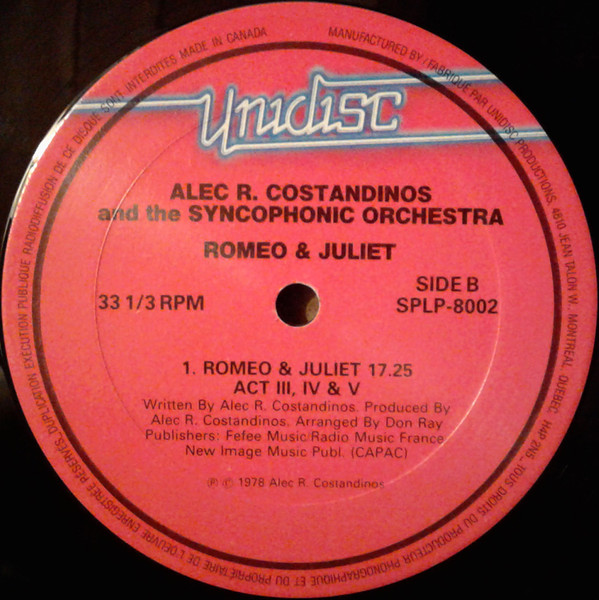 unidisc
ALEC R. COSTANDINOS
and the SYNCOPHONIC ORCHESTRA
ROMEO & JULIET
33 1/3 RPM
SIDE B
SPLP-8002
1. ROMEO & JULIET 17.25
ACT III, IV & V
Written By Alec R. Costandinos. Produced By
Alec R. Costandinos. Arranged By Don Ray
Publishers: Fefee Music/Radio Music France
New Image Music Publ. (CAPAC)
℗ © 1978 Alec R. Costandinos
MANUFACTURED BY: FABRIQUÉ PAR UNIDISC PRODUCTIONS, 4810 JEAN TALON W., MONTREAL QUEBEC H4P 2N5_ TOUS DROITS DU PRODUCTEUR PHONOGRAPHIQUE ET DU PROPRIÉTAIRE DE L'OEUVRE ENREGISTRÉE RÉSERVÉS. DUPLICATION EXÉCUTION PUBLIQUE RADIODIFFUSION DE CE DISQUE SONT INTERDITES MADE IN CANADA